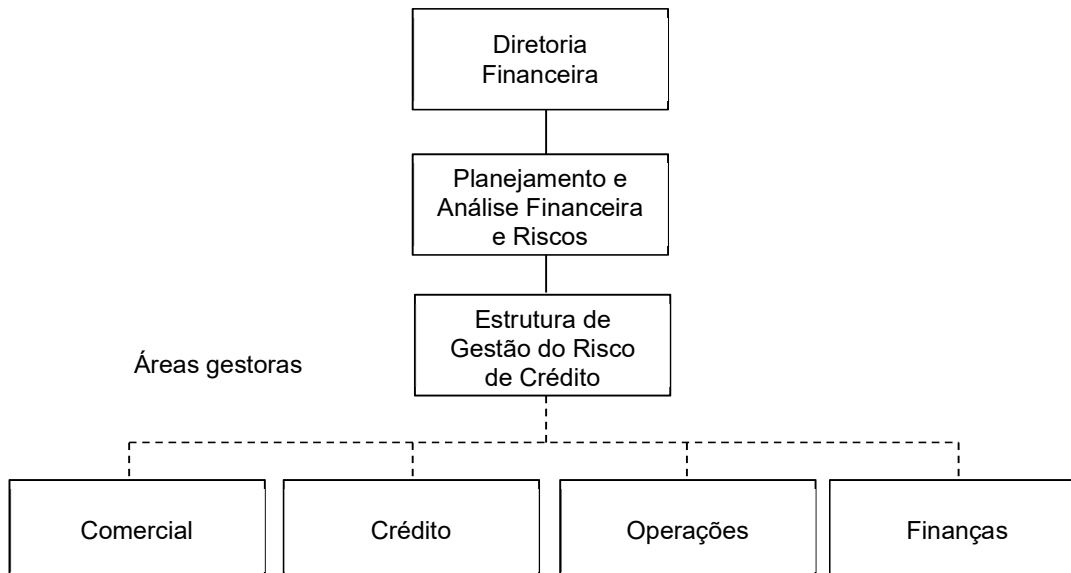 Diretoria
Financeira
Planejamento e
Análise Financeira
e Riscos
Estrutura de
Gestão do Risco
de Crédito
Áreas gestoras
Comercial
Crédito
Operações
Finanças